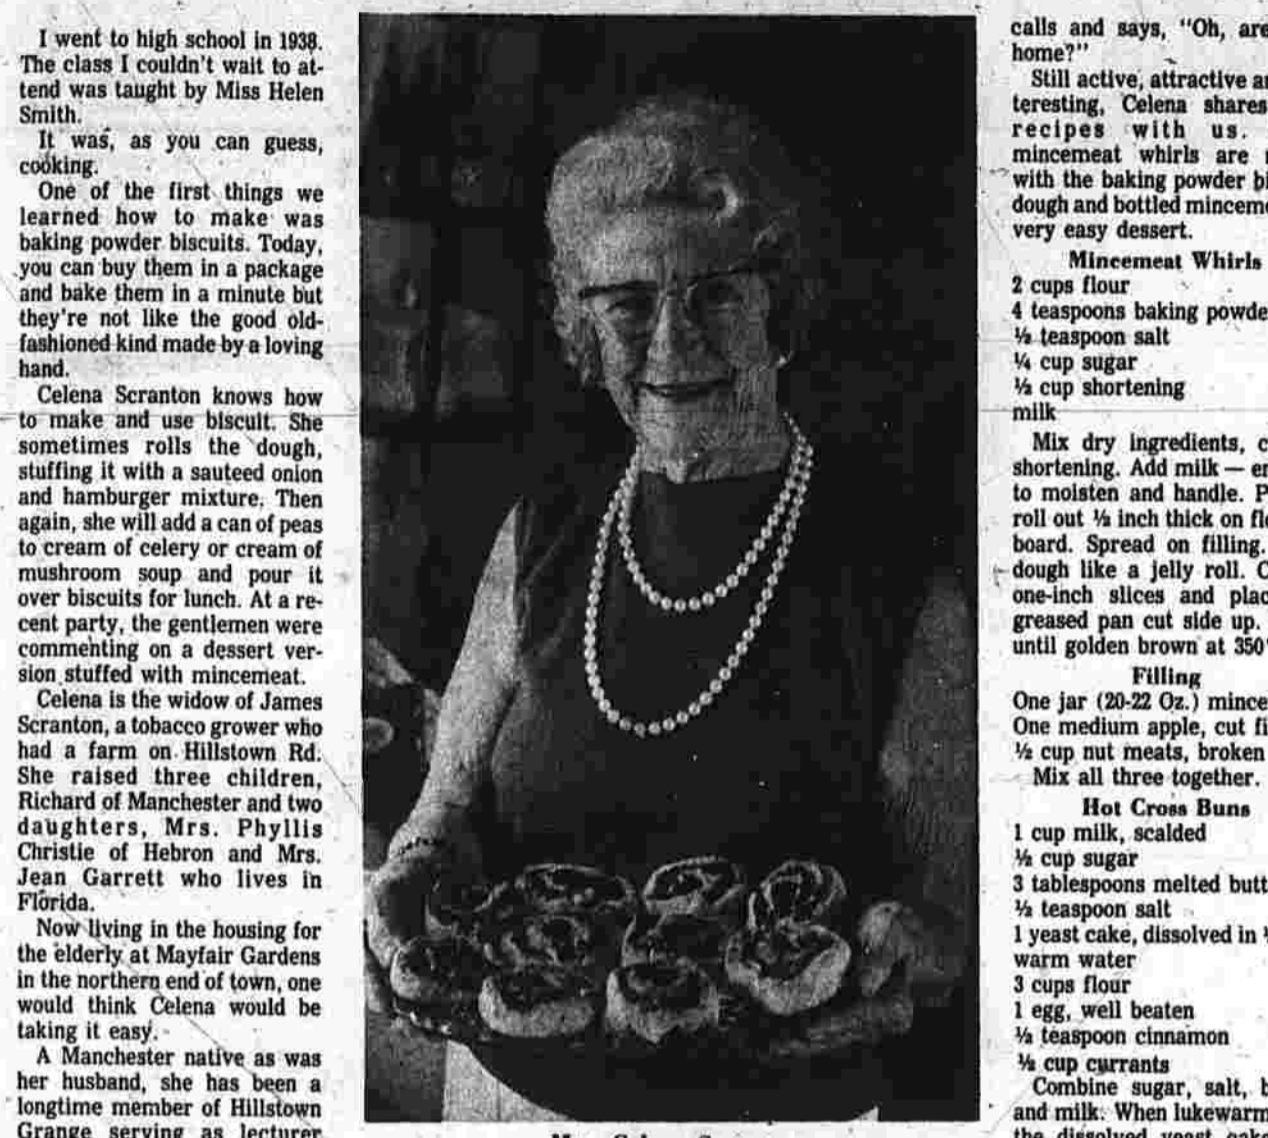 I went to high school in 1938.
The class I couldn't wait to at-
tend was taught by Miss Helen
Smith.
It was, as you can guess,
cooking.
One of the first things we
learned how to make was
baking powder biscuits. Today,
you can buy them in a package
and bake them in a minute but
they're not like the good old-
fashioned kind made by a loving
hand.
Celena Scranton knows how
to make and use biscuit. She
sometimes rolls the dough,
stuffing it with a sauteed onion
and hamburger mixture. Then
again, she will add a can of peas
to cream of celery or cream of
mushroom soup and pour it
over biscuits for lunch. At a re-
cent party, the gentlemen were
commenting on a dessert ver-
sion stuffed with mincemeat.
Celena is the widow of James
Scranton, a tobacco grower who
had a farm on Hillstown Rd.
She raised three children,
Richard of Manchester and two
daughters, Mrs. Phyllis
Christie of Hebron and Mrs.
Jean Garrett who lives in
Florida.
Now living in the housing for
the elderly at Mayfair Gardens
in the northern end of town, one
would think Celena would be
taking it easy.
A Manchester native as was
her husband, she has been a
longtime member of Hillstown
Grange serving as lecturer
calls and says, "Oh, are
home?"
Still active, attractive
teresting, Celena shares
recipes with us.
mincemeat whirls are
with the baking powder
dough and bottled
very easy dessert.
Mincemeat Whirls
2 cups flour
4 teaspoons baking
½ teaspoon salt
¼ cup sugar
½ cup shortening
milk
Mix dry ingredients,
shortening. Add milk —
to moisten and handle.
roll out ½ inch thick on
board. Spread on filling.
dough like a jelly roll.
one-inch slices and
greased pan cut side up.
until golden brown at 350°
Filling
One jar (20-22 Oz.)
One medium apple, cut
½ cup nut meats, broken
Mix all three together.
Hot Cross Buns
1 cup milk, scalded
½ cup sugar
3 tablespoons melted
½ teaspoon salt
1 yeast cake, dissolved in
warm water
3 cups flour
1 egg, well beaten
½ teaspoon cinnamon
cup currants
Combine sugar, salt,
and milk. When lukewarm
the dissolved yeast